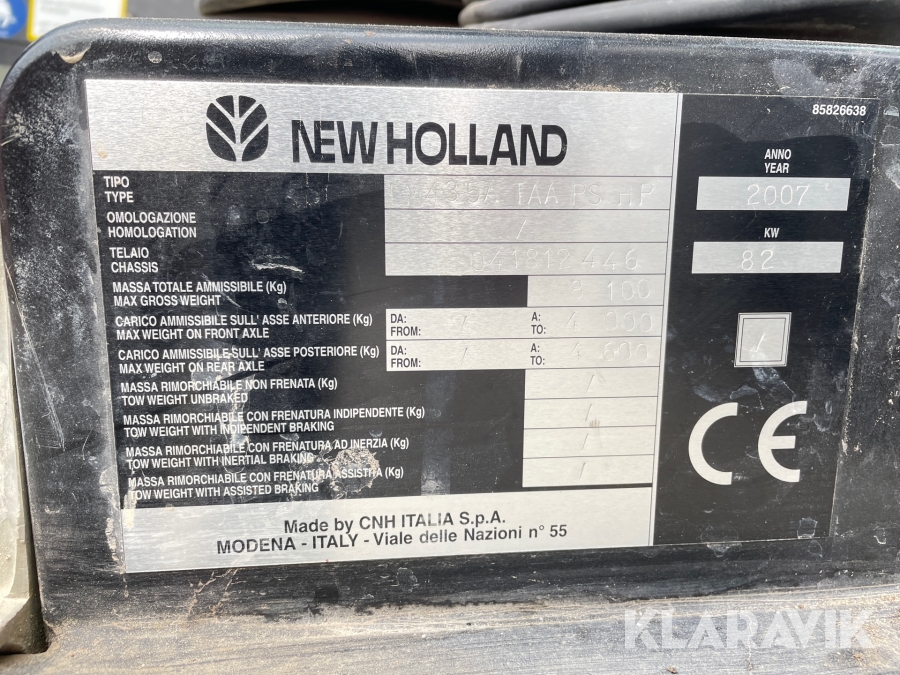 85826638
NEW HOLLAND
TIPO
TYPE
TAA PS HP
OMOLOGAZIONE
HOMOLOGATION
/
TELAIO
CHASSIS
MASSA TOTALE AMMISSIBILE (Kg)
MAX GROSS WEIGHT
100
CARICO AMMISSIBILE SULL' ASSE ANTERIORE (Kg)
MAX WEIGHT ON FRONT AXLE
DA: / A:
FROM: TO:
CARICO AMMISSIBILE SULL' ASSE POSTERIORE (Kg)
MAX WEIGHT ON REAR AXLE
DA: / A:
FROM: TO:
MASSA RIMORCHIABILE NON FRENATA (Kg)
TOW WEIGHT UNBRAKED
/
MASSA RIMORCHIABILE CON FRENATURA INDIPENDENTE (Kg)
TOW WEIGHT WITH INDIPENDENT BRAKING
/
MASSA RIMORCHIABILE CON FRENATURA AD INERZIA (Kg)
TOW WEIGHT WITH INERTIAL BRAKING
/
MASSA RIMORCHIABILE CON FRENATURA ASSISTITA (Kg)
TOW WEIGHT WITH ASSISTED BRAKING
/
ANNO
YEAR
2007
KW
82
/
CE
Made by CNH ITALIA S.p.A.
MODENA - ITALY - Viale delle Nazioni n° 55
KLARAVIK